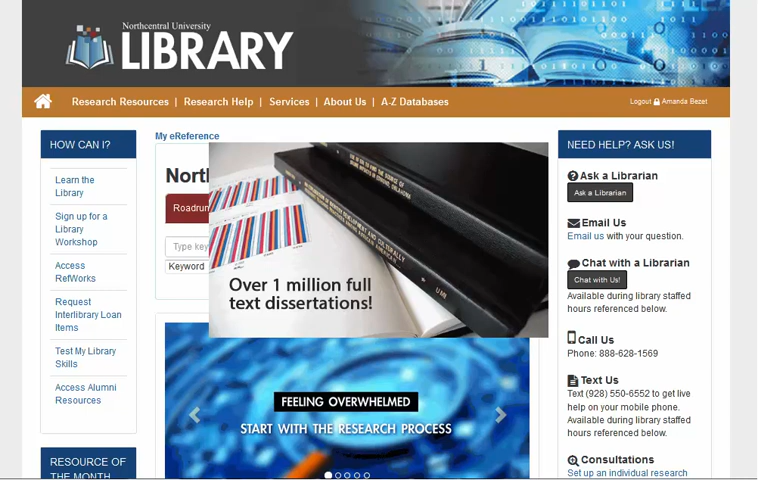 Northcentral University
LIBRARY
Research Resources | Research Help | Services | About Us | A-Z Databases
Logout Amanda Bezet
HOW CAN I?
Learn the
Library
Sign up for a
Library
Workshop
Access
RefWorks
Request
Interlibrary Loan
Items
Test My Library
Skills
Access Alumni
Resources
RESOURCE OF
THE MONTH
My eReference
Nort
Roadrun
Type key
Keyword
UMI
Over 1 million full
text dissertations!
FEELING OVERWHELMED
START WITH THE RESEARCH PROCESS
NEED HELP? ASK US!
Ask a Librarian
Ask a Librarian
Email Us
Email us with your question.
Chat with a Librarian
Chat with Us!
Available during library staffed
hours referenced below.
Call Us
Phone: 888-628-1569
Text Us
Text (928) 550-6552 to get live
help on your mobile phone.
Available during library staffed
hours referenced below.
Consultations
Set up an individual research